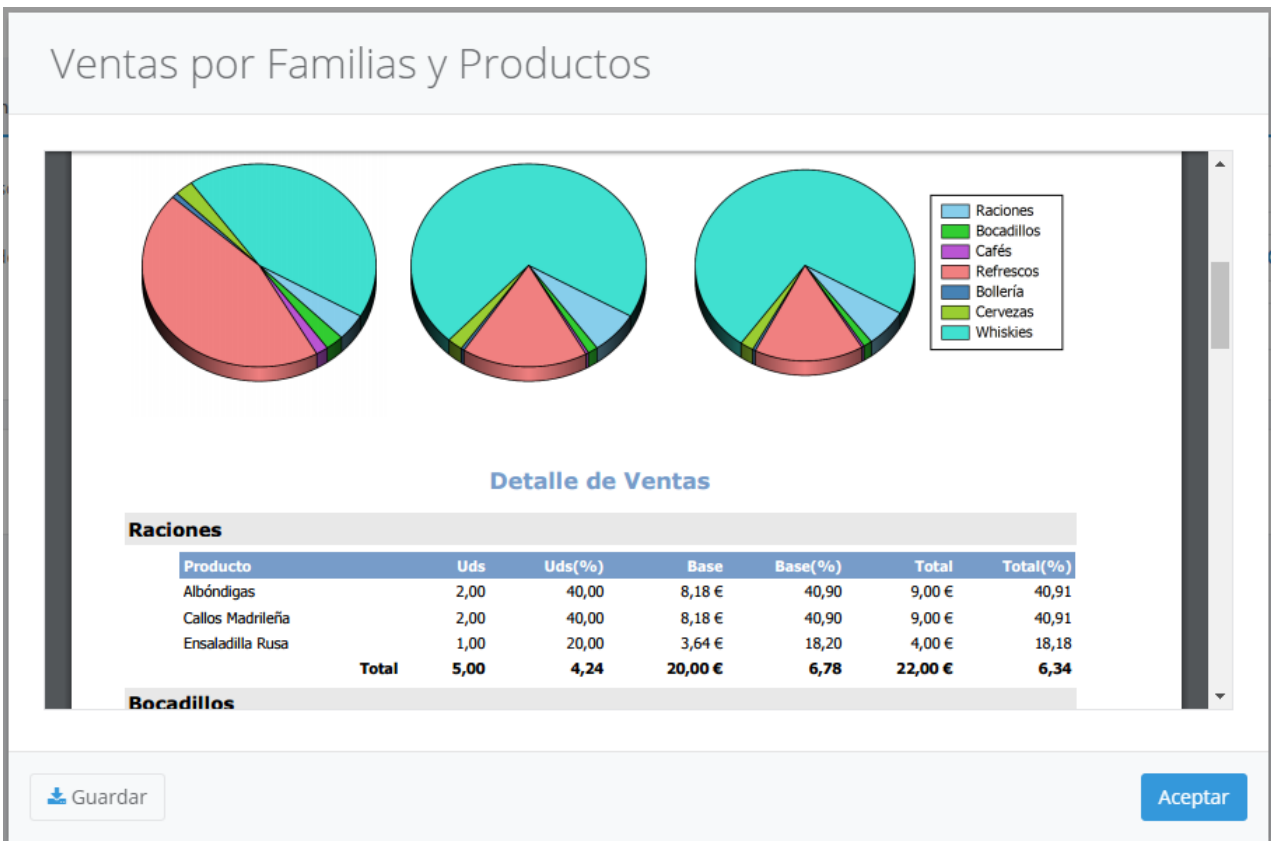 Ventas por Familias y Productos
Raciones
Bocadillos
Cafés
Refrescos
Bollería
Cervezas
Whiskies
Detalle de Ventas
Raciones
Producto Uds Uds(%) Base Base(%) Total Total(%)
Albóndigas 2,00 40,00 8,18 € 40,90 9,00 € 40,91
Callos Madrileña 2,00 40,00 8,18 € 40,90 9,00 € 40,91
Ensaladilla Rusa 1,00 20,00 3,64 € 18,20 4,00 € 18,18
Total 5,00 4,24 20,00 € 6,78 22,00 € 6,34
Bocadillos
Guardar Aceptar